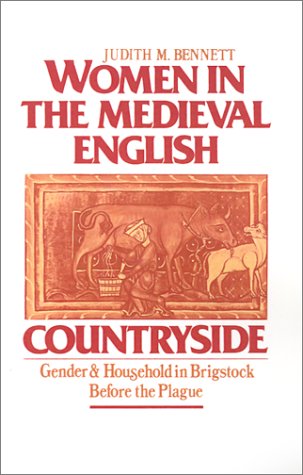 JUDITH M. BENNETT
WOMEN IN
THE MEDIEVAL
ENGLISH
COUNTRYSIDE
Gender & Household in Brigstock
Before the Plague